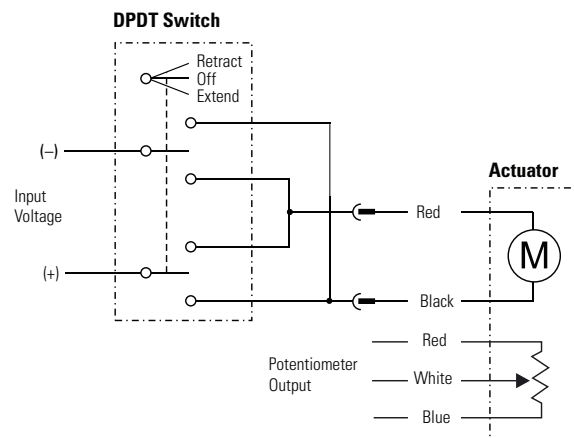 DPDT Switch
Retract
Off
Extend
(–)
Input
Voltage
(+)
Actuator
Red
M
Black
Potentiometer
Output
Red
White
Blue